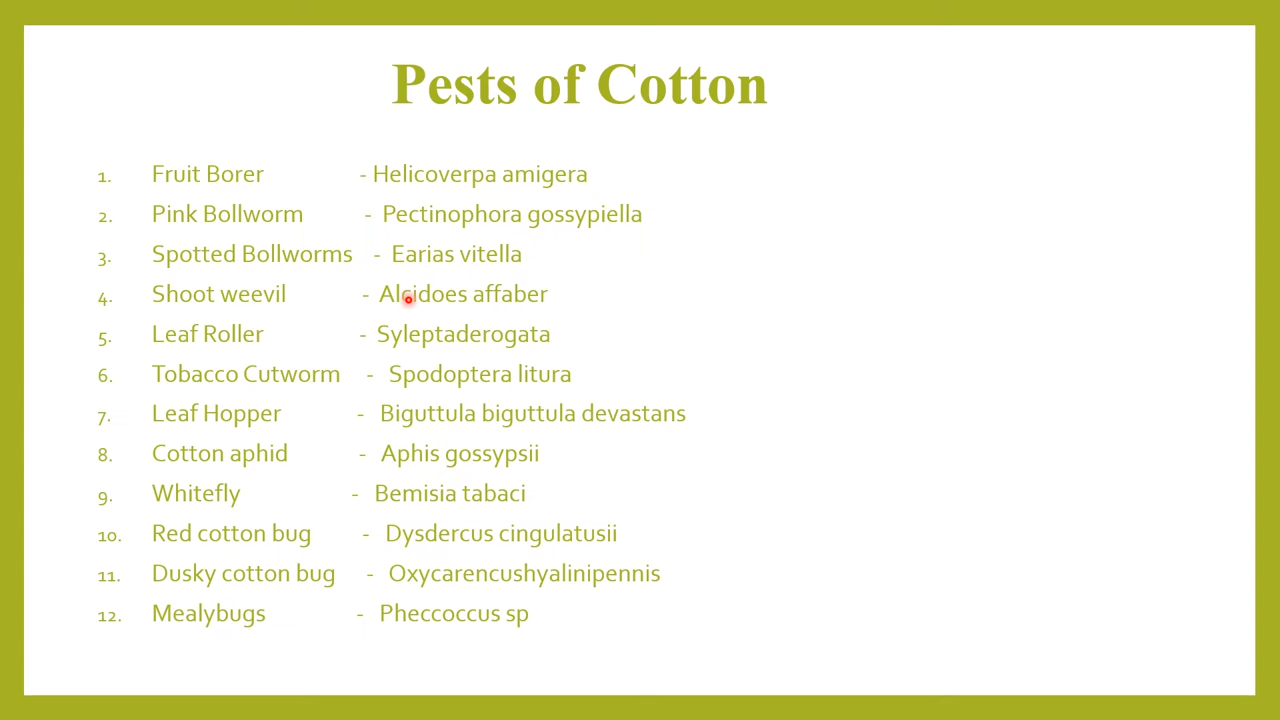 Pests of Cotton
1. Fruit Borer - Helicoverpa amigera
2. Pink Bollworm - Pectinophora gossypiella
3. Spotted Bollworms - Earias vitella
4. Shoot weevil - Alcidoes affaber
5. Leaf Roller - Syleptaderogata
6. Tobacco Cutworm - Spodoptera litura
7. Leaf Hopper - Biguttula biguttula devastans
8. Cotton aphid - Aphis gossypsii
9. Whitefly - Bemisia tabaci
10. Red cotton bug - Dysdercus cingulatusii
11. Dusky cotton bug - Oxycarencushyalinipennis
12. Mealybugs - Pheccoccus sp